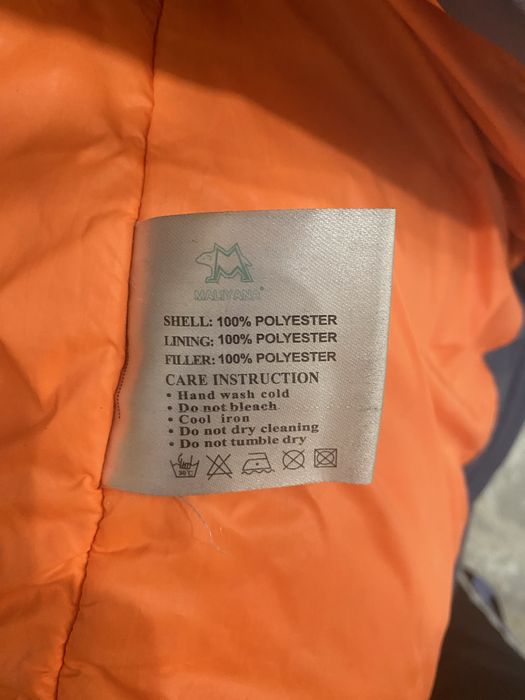 MALIYANA
SHELL: 100% POLYESTER
LINING: 100% POLYESTER
FILLER: 100% POLYESTER
CARE INSTRUCTION
• Hand wash cold
• Do not bleach
• Cool iron
• Do not dry cleaning
• Do not tumble dry
30°C